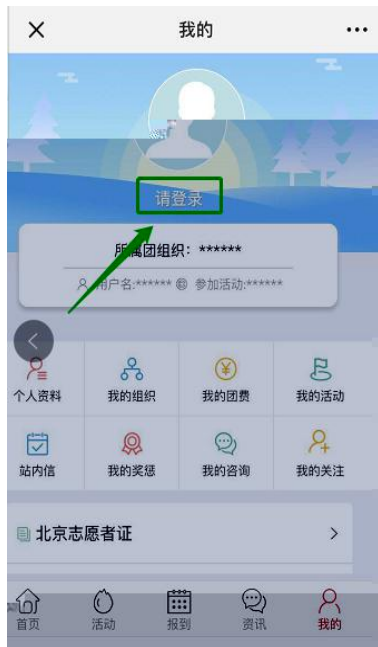 我的
请登录
所属团组织: ******
用户名:****** 参加活动:******
个人资料 我的组织 我的团费 我的活动
站内信 我的奖惩 我的咨询 我的关注
北京志愿者证
首页 活动 报到 资讯 我的